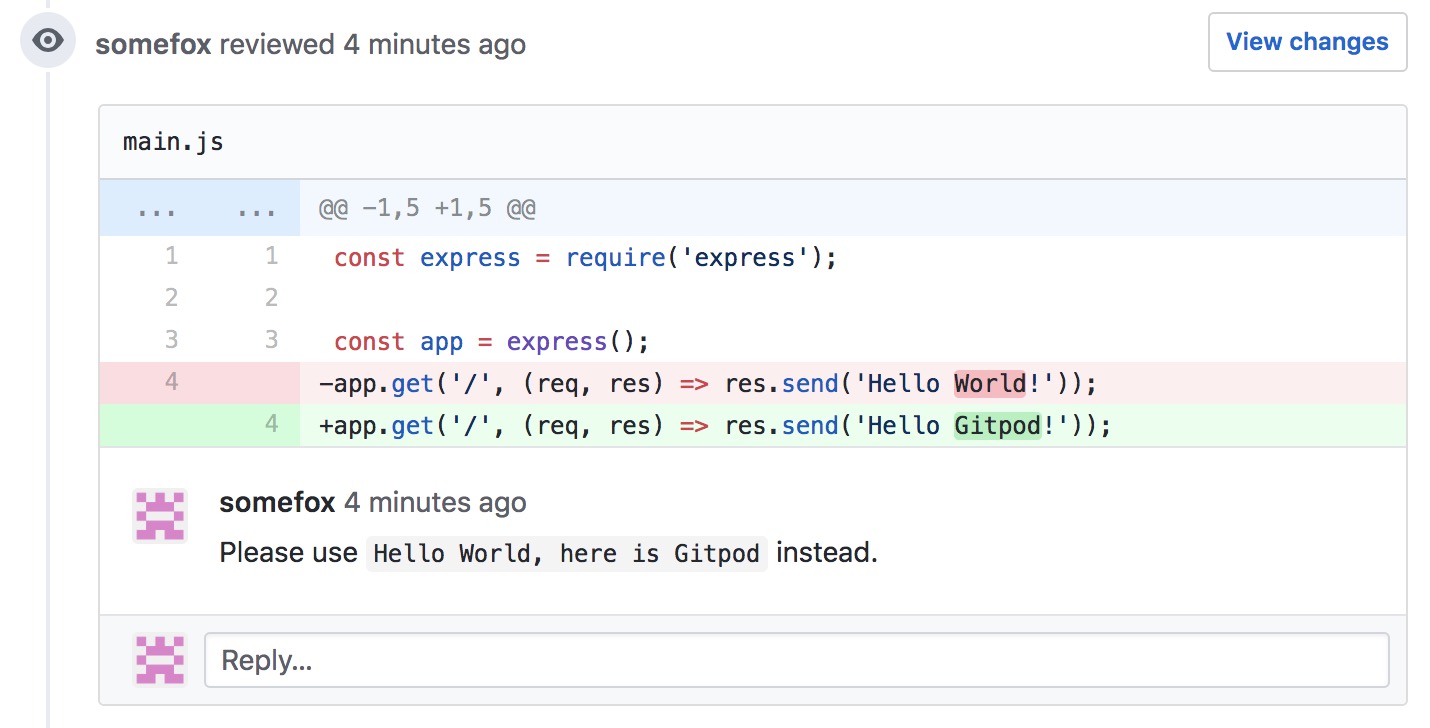 somefox reviewed 4 minutes ago
View changes
main.js
... ... @@ -1,5 +1,5 @@
1 1 const express = require('express');
2 2
3 3 const app = express();
4 -app.get('/', (req, res) => res.send('Hello World!'));
4 +app.get('/', (req, res) => res.send('Hello Gitpod!'));
somefox 4 minutes ago
Please use Hello World, here is Gitpod instead.
Reply...